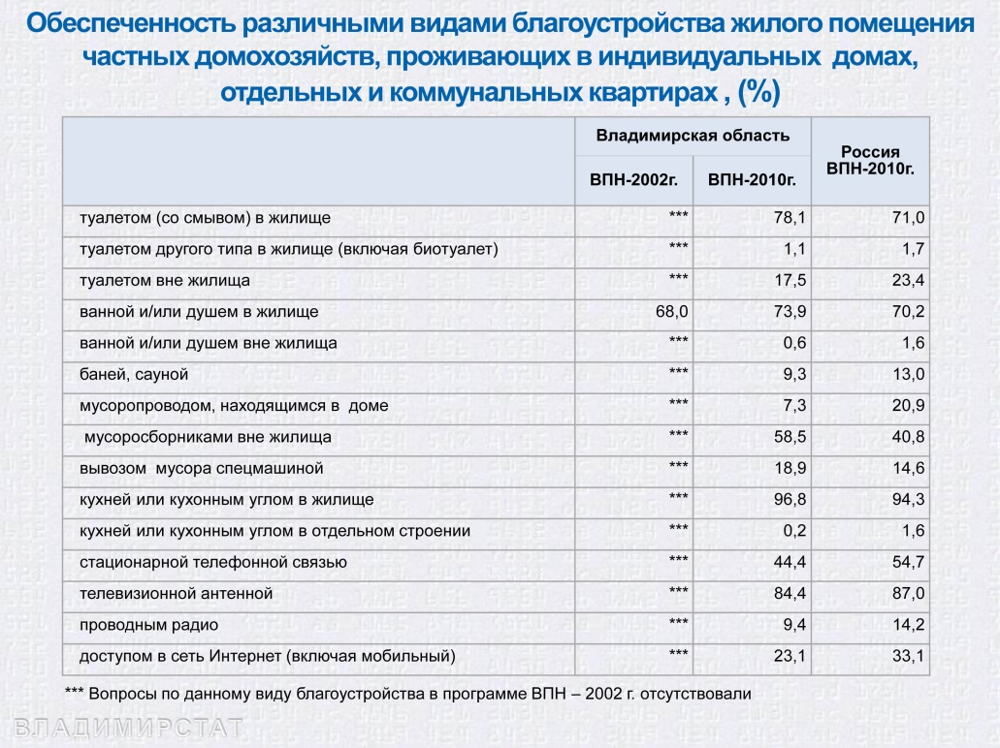 Обеспеченность различными видами благоустройства жилого помещения
частных домохозяйств, проживающих в индивидуальных домах,
отдельных и коммунальных квартирах , (%)
Владимирская область
Россия
ВПН-2010г.
ВПН-2002г. ВПН-2010г.
туалетом (со смывом) в жилище *** 78,1 71,0
туалетом другого типа в жилище (включая биотуалет) *** 1,1 1,7
туалетом вне жилища *** 17,5 23,4
ванной и/или душем в жилище 68,0 73,9 70,2
ванной и/или душем вне жилища *** 0,6 1,6
баней, сауной *** 9,3 13,0
мусоропроводом, находящимся в доме *** 7,3 20,9
мусоросборниками вне жилища *** 58,5 40,8
вывозом мусора спецмашиной *** 18,9 14,6
кухней или кухонным углом в жилище *** 96,8 94,3
кухней или кухонным углом в отдельном строении *** 0,2 1,6
стационарной телефонной связью *** 44,4 54,7
телевизионной антенной *** 84,4 87,0
проводным радио *** 9,4 14,2
доступом в сеть Интернет (включая мобильный) *** 23,1 33,1
*** Вопросы по данному виду благоустройства в программе ВПН – 2002 г. отсутствовали
ВЛАДИМИРСТАТ